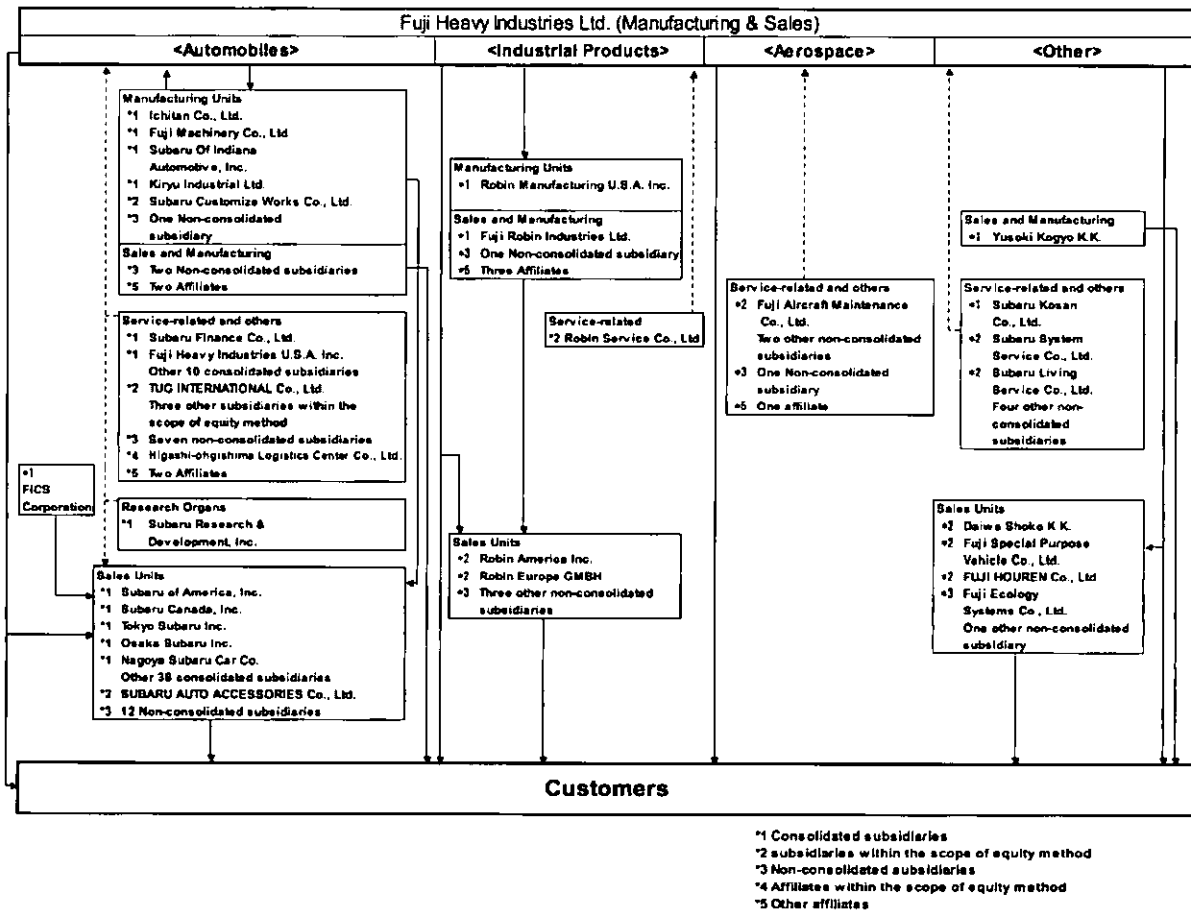 Fuji Heavy Industries Ltd. (Manufacturing & Sales)
<Automobiles>
<Industrial Products>
<Aerospace>
<Other>
Manufacturing Units
*1 Ichitan Co., Ltd.
*1 Fuji Machinery Co., Ltd
*1 Subaru Of Indiana
Automotive, Inc.
*1 Kiryu Industrial Ltd.
*2 Subaru Customize Works Co., Ltd.
*3 One Non-consolidated
subsidiary
Sales and Manufacturing
*3 Two Non-consolidated subsidiaries
*5 Two Affiliates
Service-related and others
*1 Subaru Finance Co., Ltd.
*1 Fuji Heavy Industries U.S.A. Inc.
Other 10 consolidated subsidiaries
*2 TUG INTERNATIONAL Co., Ltd.
Three other subsidiaries within the
scope of equity method
*3 Seven non-consolidated subsidiaries
*4 Higashi-ohgishima Logistics Center Co., Ltd.
*5 Two Affiliates
*1
FICS
Corporation
Research Organs
*1 Subaru Research &
Development, Inc.
Sales Units
*1 Subaru of America, Inc.
*1 Subaru Canada, Inc.
*1 Tokyo Subaru Inc.
*1 Osaka Subaru Inc.
*1 Nagoya Subaru Car Co.
Other 38 consolidated subsidiaries
*2 SUBARU AUTO ACCESSORIES Co., Ltd.
*3 12 Non-consolidated subsidiaries
Manufacturing Units
*1 Robin Manufacturing U.S.A. Inc.
Sales and Manufacturing
*1 Fuji Robin Industries Ltd.
*3 One Non-consolidated subsidiary
*5 Three Affiliates
Service-related
*2 Robin Service Co., Ltd
Sales Units
*2 Robin America Inc.
*2 Robin Europe GMBH
*3 Three other non-consolidated
subsidiaries
Service-related and others
*2 Fuji Aircraft Maintenance
Co., Ltd.
Two other non-consolidated
subsidiaries
*3 One Non-consolidated
subsidiary
*5 One affiliate
Sales and Manufacturing
*1 Yusoki Kogyo K.K.
Service-related and others
*1 Subaru Kosan
Co., Ltd.
*2 Subaru System
Service Co., Ltd.
*2 Subaru Living
Service Co., Ltd.
Four other non-
consolidated
subsidiaries
Sales Units
*2 Daiwa Shoko K.K.
*2 Fuji Special Purpose
Vehicle Co., Ltd.
*2 FUJI HOUREN Co., Ltd
*3 Fuji Ecology
Systems Co., Ltd.
One other non-consolidated
subsidiary
Customers
*1 Consolidated subsidiaries
*2 subsidiaries within the scope of equity method
*3 Non-consolidated subsidiaries
*4 Affiliates within the scope of equity method
*5 Other affiliates